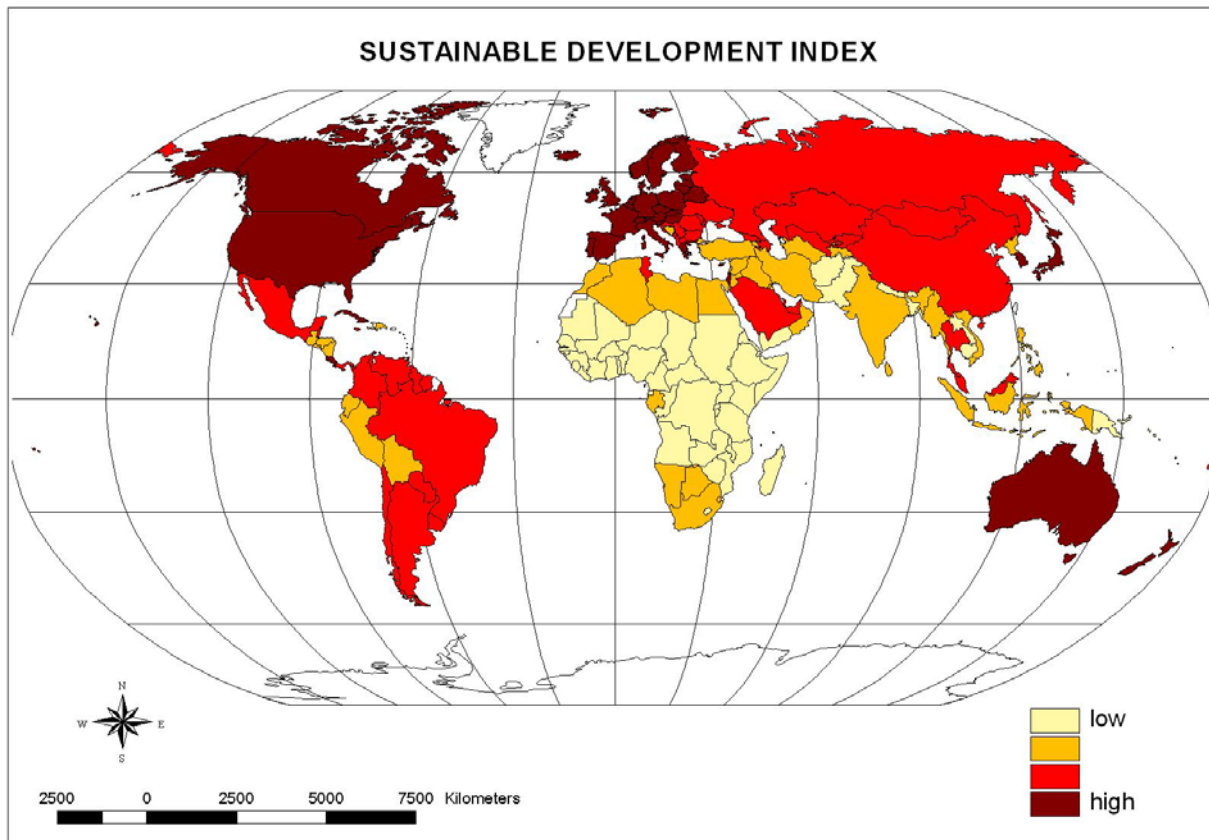 SUSTAINABLE DEVELOPMENT INDEX
N
W E
S
low
high
2500 0 2500 5000 7500 Kilometers